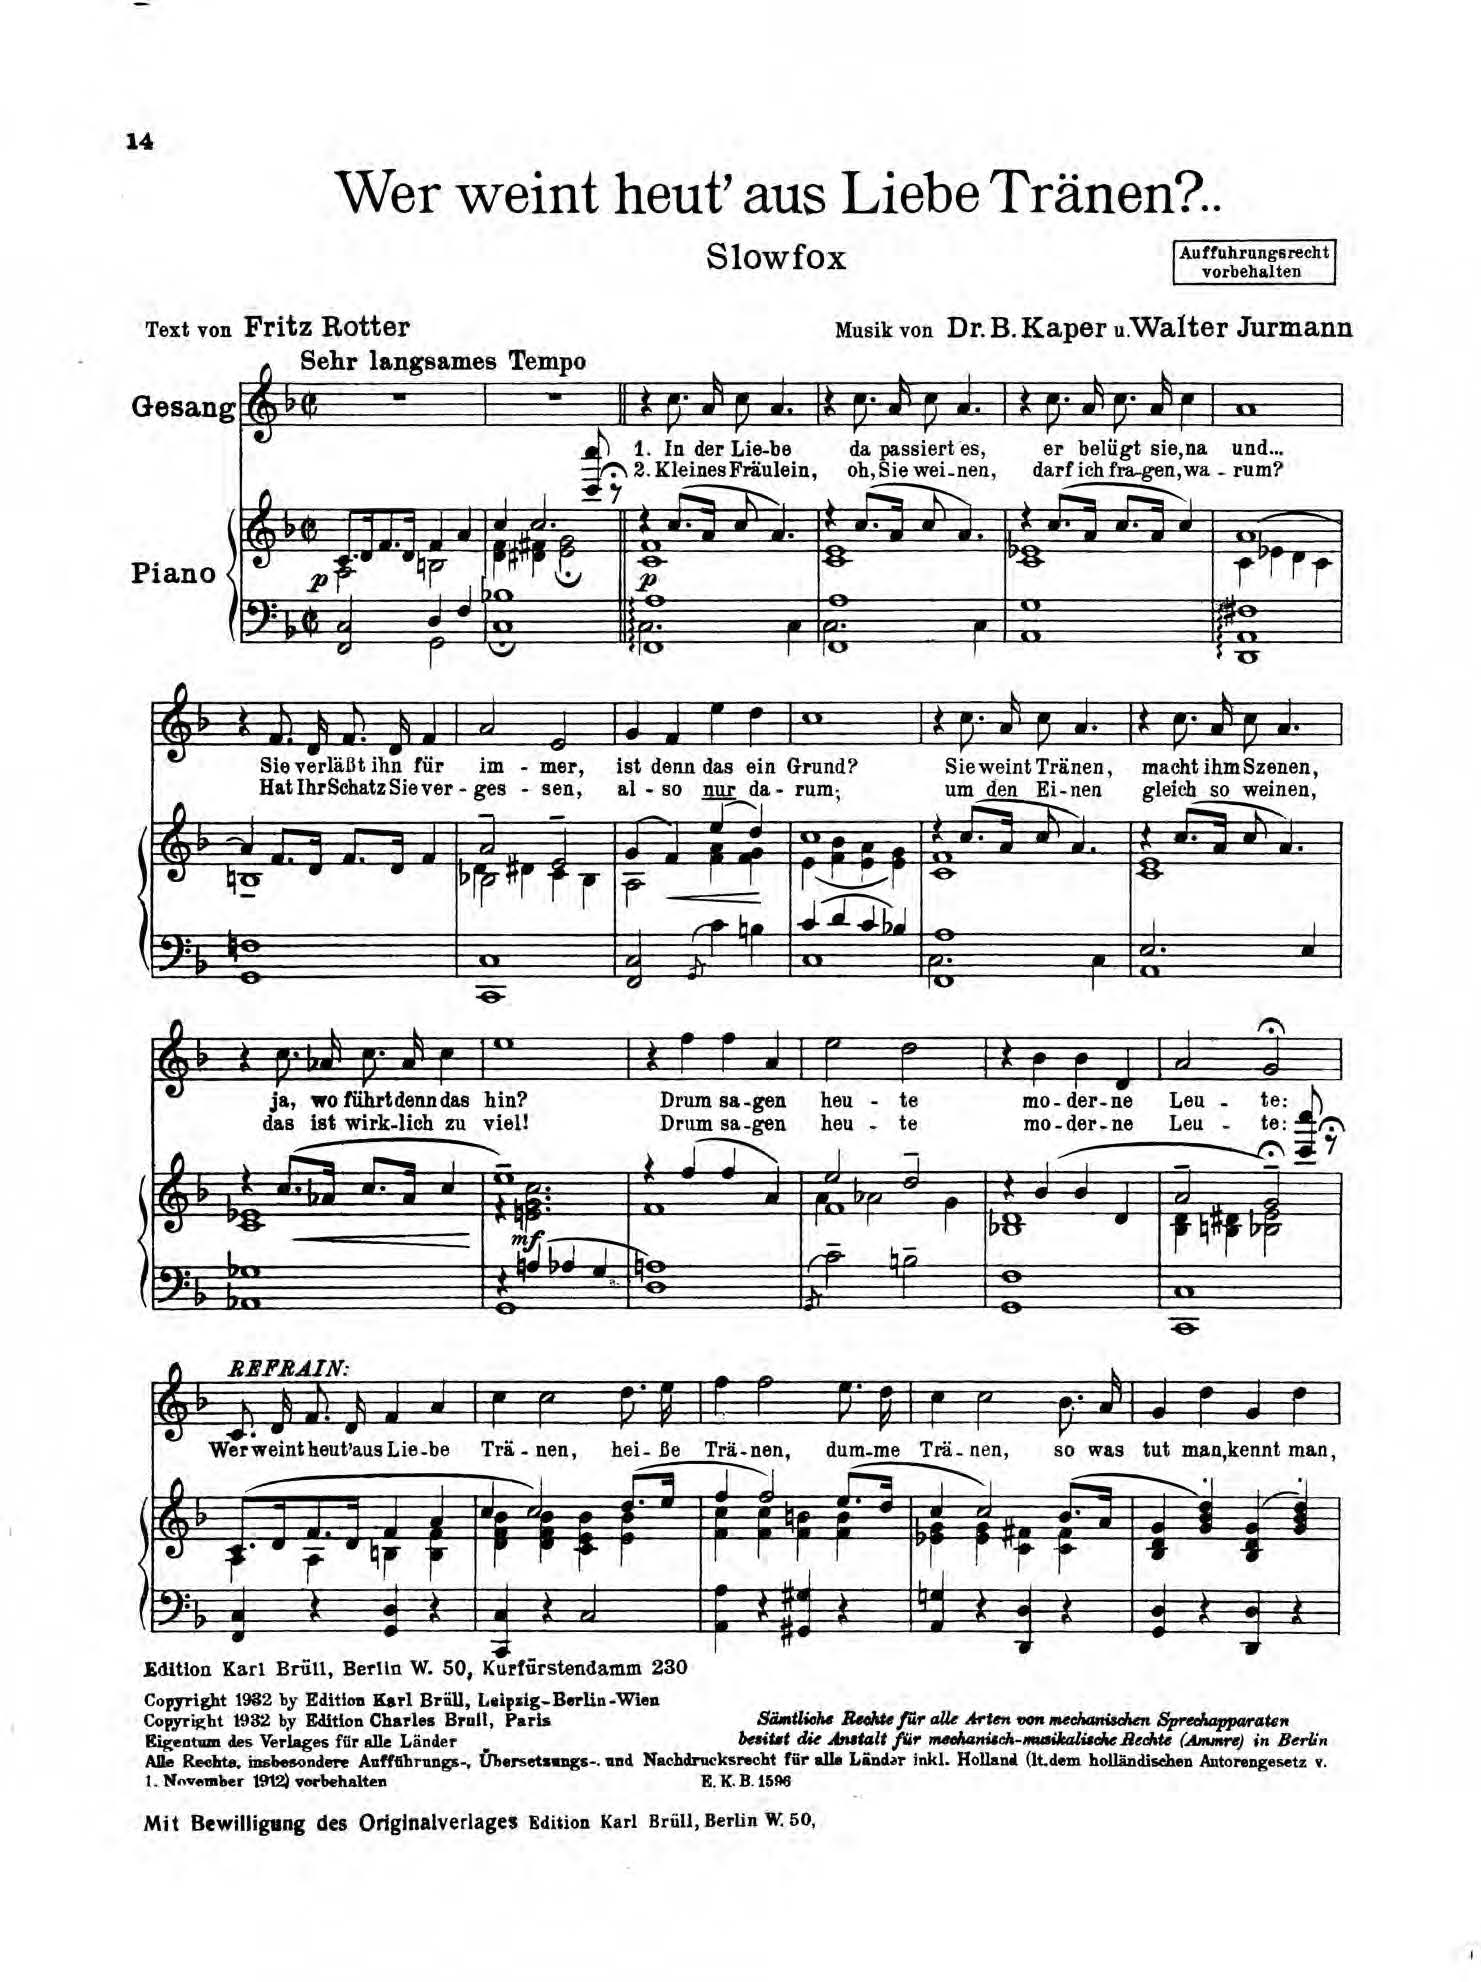 14
Wer weint heut' aus Liebe Tränen?..
Slowfox
Auffuhrungsrecht
vorbehalten
Text von Fritz Rotter
Musik von Dr. B. Kaper u. Walter Jurmann
Sehr langsames Tempo
Gesang
1. In der Lie-be da passiert es, er belügt sie, na und...
2. Kleines Fräulein, oh, Sie wei-nen, darf ich fra-gen, wa-rum?
Piano
p
p
Sie verläßt ihn für im-mer, ist denn das ein Grund? Sie weint Tränen, macht ihm Szenen,
Hat Ihr Schatz Sie ver-ges-sen, al-so nur da-rum; um den Ei-nen gleich so weinen,
ja, wo führt denn das hin? Drum sa-gen heu-te mo-der-ne Leu-te:
das ist wirk-lich zu viel! Drum sa-gen heu-te mo-der-ne Leu-te:
mf
REFRAIN:
Wer weint heut' aus Lie-be Trä-nen, hei-ße Trä-nen, dum-me Trä-nen, so was tut man, kennt man,
Edition Karl Brüll, Berlin W. 50, Kurfürstendamm 230
Copyright 1932 by Edition Karl Brüll, Leipzig-Berlin-Wien
Copyright 1932 by Edition Charles Brull, Paris
Eigentum des Verlages für alle Länder
Sämtliche Rechte für alle Arten von mechanischen Sprechapparaten
besitzt die Anstalt für mechanisch-musikalische Rechte (Ammre) in Berlin
Alle Rechte, insbesondere Aufführungs-, Übersetzungs-, und Nachdrucksrecht für alle Länder inkl. Holland (lt. dem holländischen Autorengesetz v.
1. November 1912) vorbehalten
E. K. B. 1596
Mit Bewilligung des Originalverlages Edition Karl Brüll, Berlin W. 50,